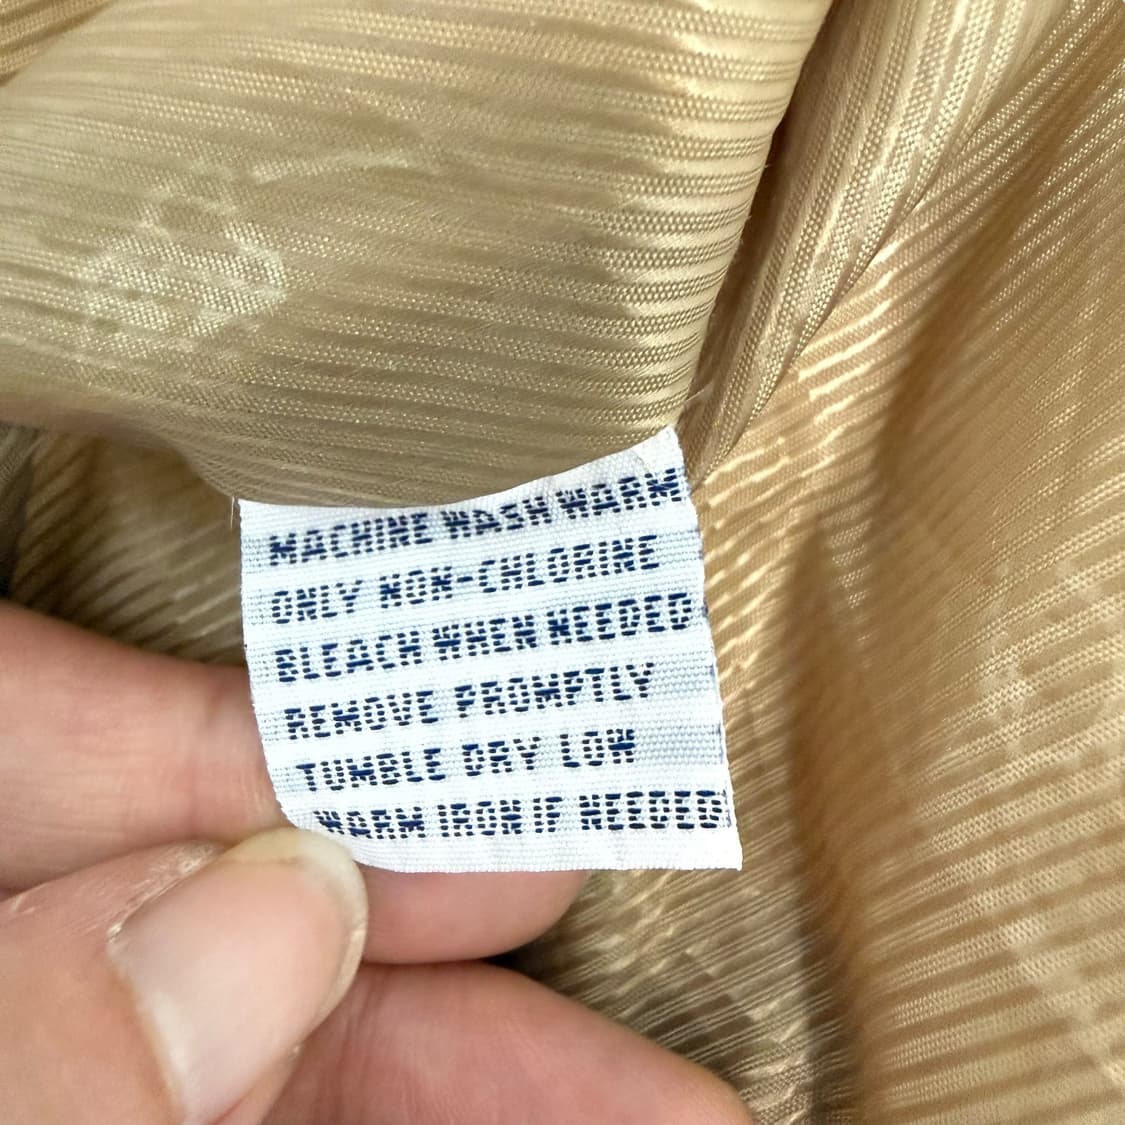 MACHINE WASH WARM
ONLY NON-CHLORINE
BLEACH WHEN NEEDED
REMOVE PROMPTLY
TUMBLE DRY LOW
WARM IRON IF NEEDED